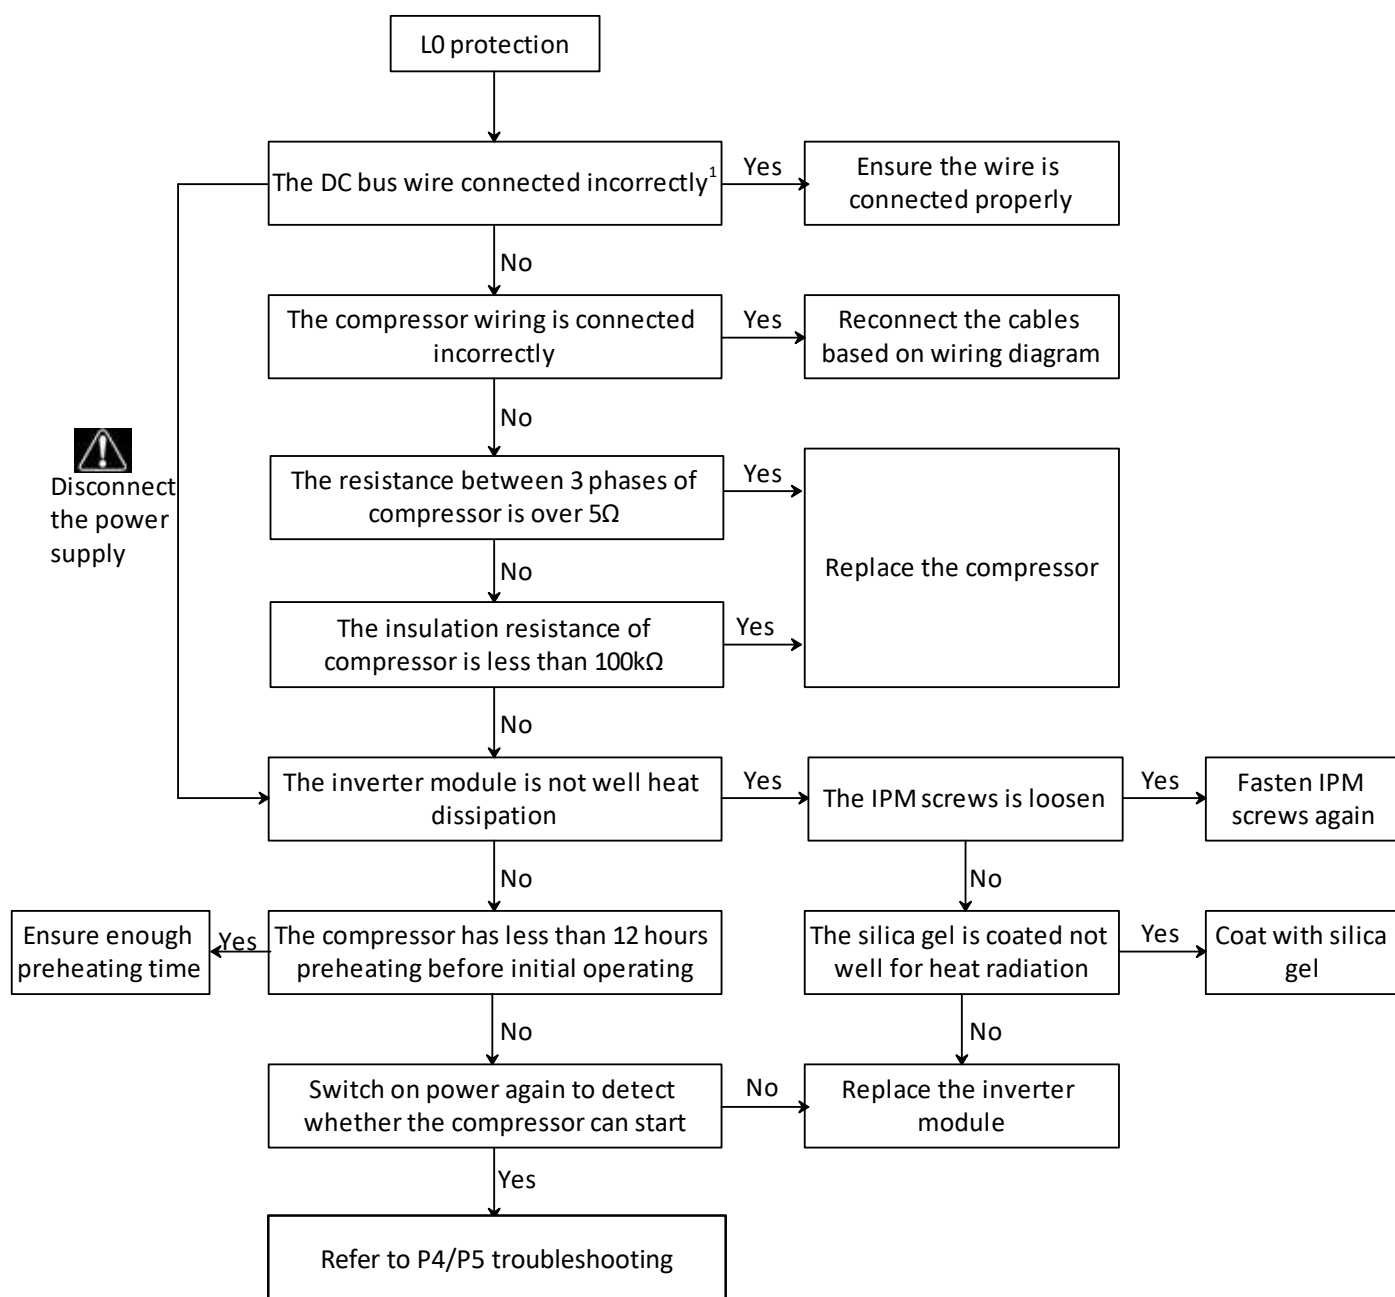 L0 protection
The DC bus wire connected incorrectly1
Yes
Ensure the wire is
connected properly
No
The compressor wiring is connected
incorrectly
Yes
Reconnect the cables
based on wiring diagram
No
Disconnect
the power
supply
The resistance between 3 phases of
compressor is over 5Ω
Yes
Replace the compressor
No
The insulation resistance of
compressor is less than 100kΩ
Yes
No
The inverter module is not well heat
dissipation
Yes
The IPM screws is loosen
Yes
Fasten IPM
screws again
No
No
Ensure enough
preheating time
Yes
The compressor has less than 12 hours
preheating before initial operating
The silica gel is coated not
well for heat radiation
Yes
Coat with silica
gel
No
No
Switch on power again to detect
whether the compressor can start
No
Replace the inverter
module
Yes
Refer to P4/P5 troubleshooting